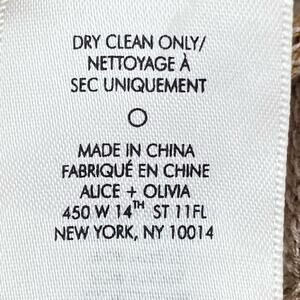 DRY CLEAN ONLY/
NETTOYAGE À
SEC UNIQUEMENT
MADE IN CHINA
FABRIQUÉ EN CHINE
ALICE + OLIVIA
450 W 14TH ST 11FL
NEW YORK, NY 10014